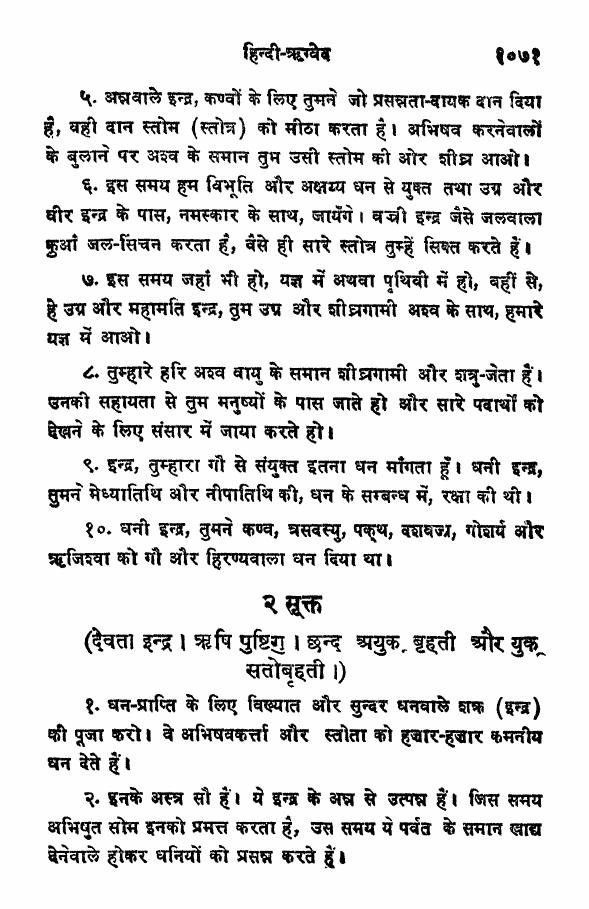 हिन्दी-ऋग्वेद १०७१
५. अन्नवाले इन्द्र, कण्वों के लिए तुमने जो प्रसन्नता-दायक दान दिया
है, वही दान स्तोम (स्तोत्र) को मीठा करता है। अभिषव करनेवालों
के बुलाने पर अश्व के समान तुम उसी स्तोम की ओर शीघ्र आओ।
६. इस समय हम विभूति और अक्षय्य धन से युक्त तथा उग्र और
वीर इन्द्र के पास, नमस्कार के साथ, जायँगे। वज्री इन्द्र जैसे जलवाला
कुआँ जल-सिंचन करता है, वैसे ही सारे स्तोत्र तुम्हें सिक्त करते हैं।
७. इस समय जहां भी हो, यज्ञ में अथवा पृथिवी में हो, वहीं से,
हे उग्र और महामति इन्द्र, तुम उग्र और शीघ्रगामी अश्व के साथ, हमारे
यज्ञ में आओ।
८. तुम्हारे हरि अश्व वायु के समान शीघ्रगामी और शत्रु-जेता हैं।
उनकी सहायता से तुम मनुष्यों के पास जाते हो और सारे पदार्थों को
देखने के लिए संसार में जाया करते हो।
९. इन्द्र, तुम्हारा गौ से संयुक्त इतना धन माँगता हूँ। धनी इन्द्र,
तुमने मेध्यातिथि और नीपातिथि की, धन के सम्बन्ध में, रक्षा की थी।
१०. धनी इन्द्र, तुमने कण्व, त्रसदस्यु, पक्थ, दशवज्र, गोशर्य और
ऋजिश्वा को गौ और हिरण्यवाला धन दिया था।
२ सूक्त
(देवता इन्द्र। ऋषि पुष्टिगु। छन्द अयुक् बृहती और युक्
सतोबृहती।)
१. धन-प्राप्ति के लिए विख्यात और सुन्दर धनवाले शक्र (इन्द्र)
की पूजा करो। वे अभिषवकर्त्ता और स्तोता को हज़ार-हज़ार कमनीय
धन देते हैं।
२. इनके अस्त्र सौ हैं। ये इन्द्र के अन्न से उत्पन्न हैं। जिस समय
अभिषुत सोम इनको प्रमत्त करता है, उस समय ये पर्वत के समान खाद्य
देनेवाले होकर धनियों को प्रसन्न करते हैं।